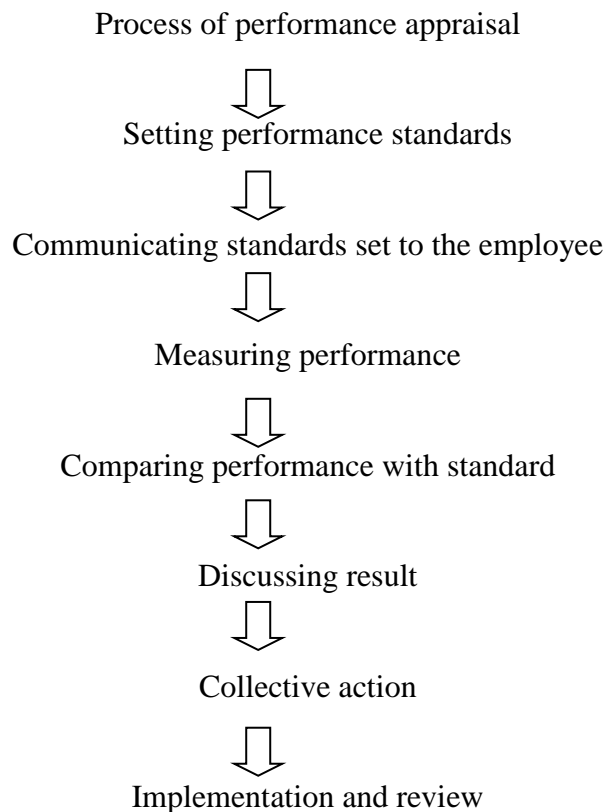 Process of performance appraisal
Setting performance standards
Communicating standards set to the employee
Measuring performance
Comparing performance with standard
Discussing result
Collective action
Implementation and review